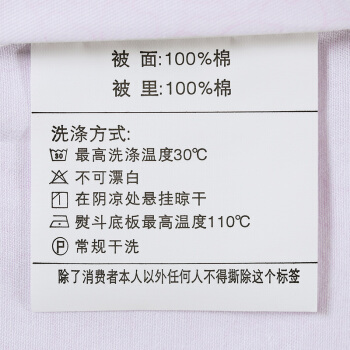 被 面:100%棉
被 里:100%棉
洗涤方式:
30 最高洗涤温度30℃
不可漂白
在阴凉处悬挂晾干
熨斗底板最高温度110℃
P 常规干洗
除了消费者本人以外任何人不得撕除这个标签